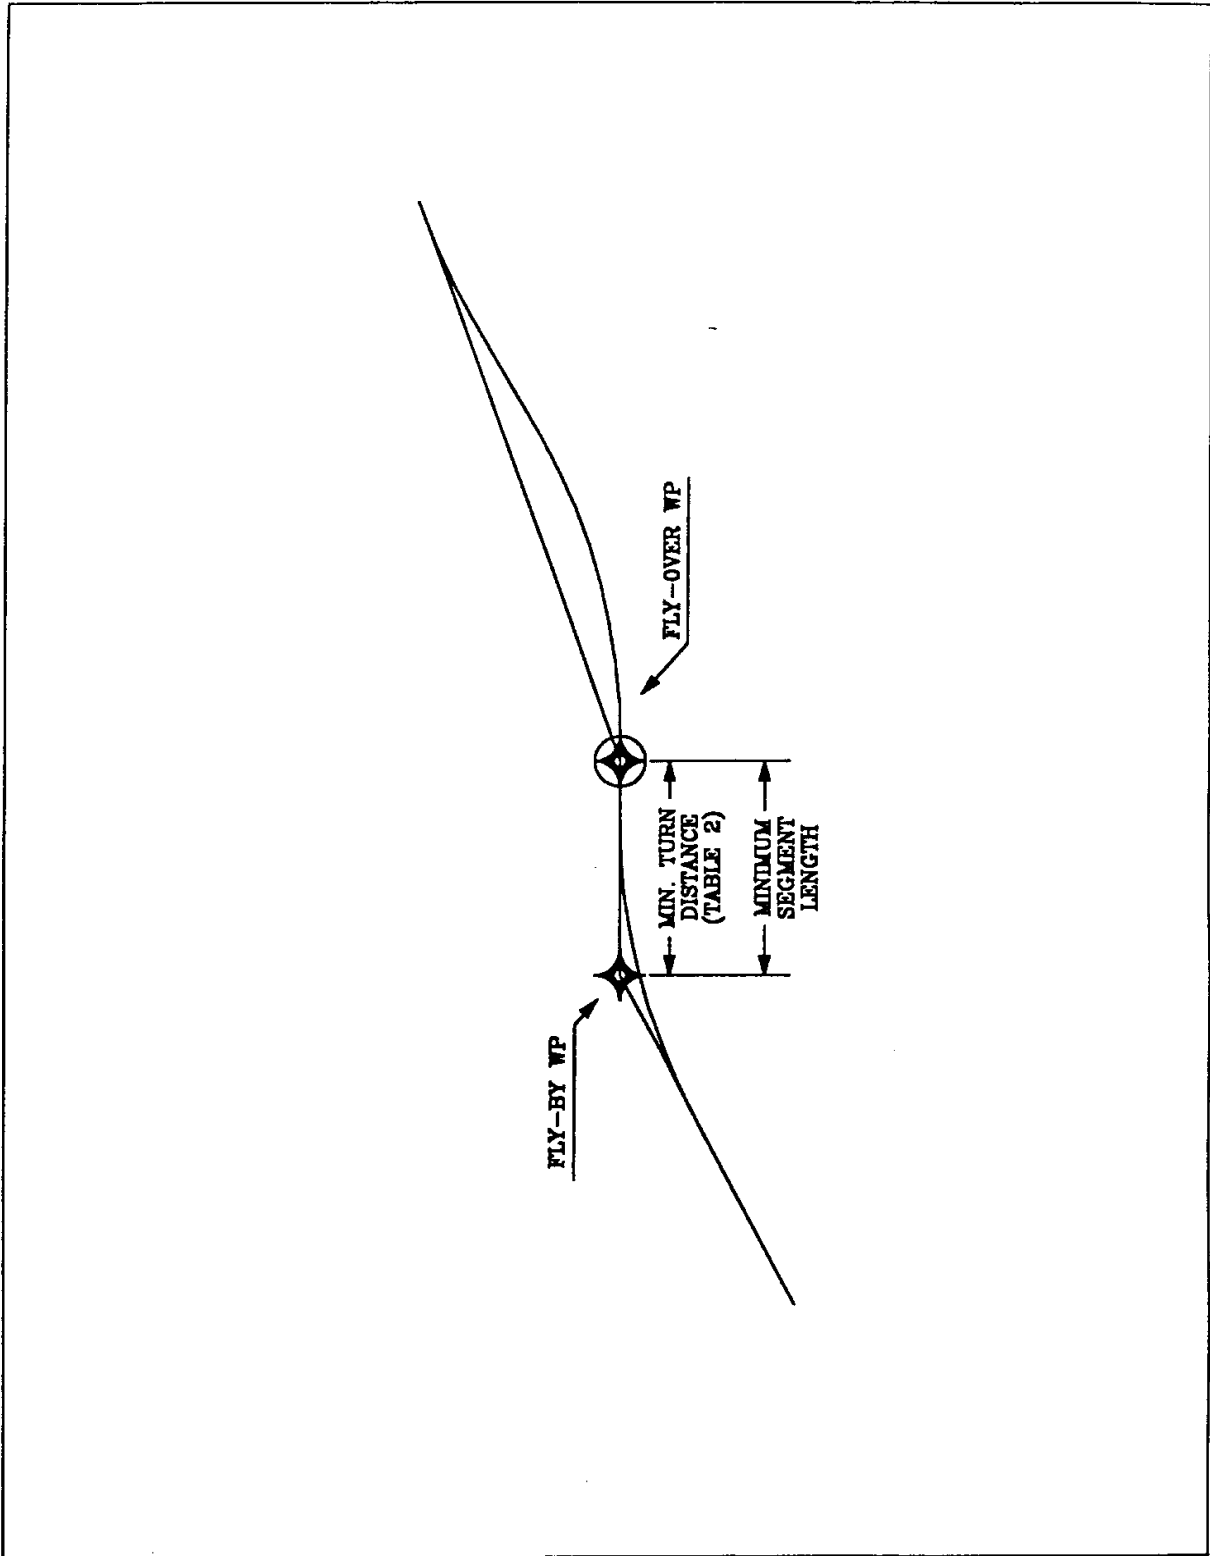 FLY-BY WP
FLY-OVER WP
MIN. TURN
DISTANCE
(TABLE 2)
MINIMUM
SEGMENT
LENGTH